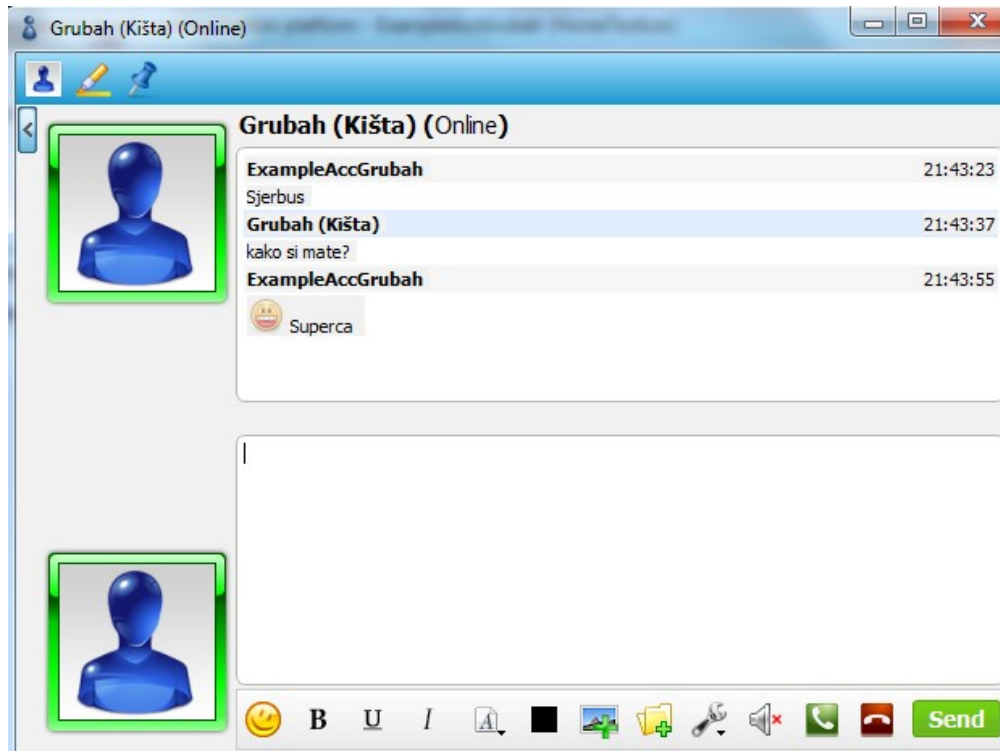 Grubah (Kišta) (Online)
Grubah (Kišta) (Online)
ExampleAccGrubah 21:43:23
Sjerbus
Grubah (Kišta) 21:43:37
kako si mate?
ExampleAccGrubah 21:43:55
Superca
B U I A Send